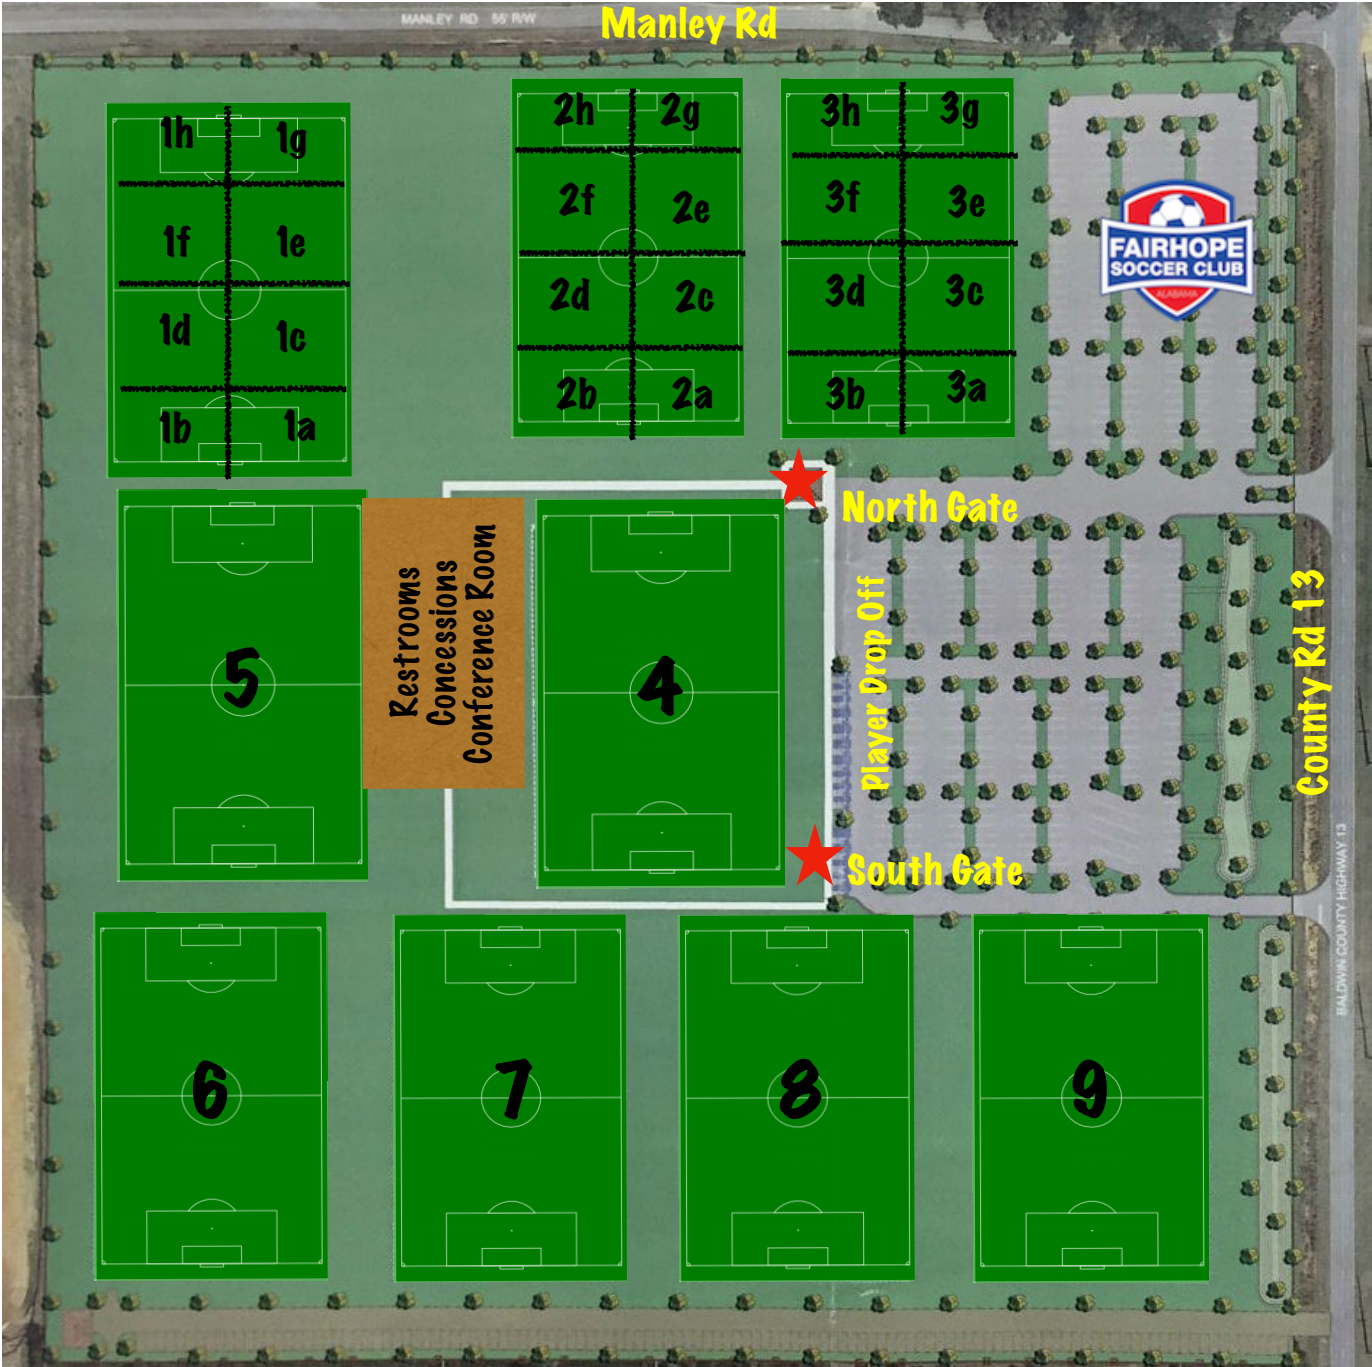 MANLEY RD 55' R/W
Manley Rd
1h 1g
1f 1e
1d 1c
1b 1a
2h 2g
2f 2e
2d 2c
2b 2a
3h 3g
3f 3e
3d 3c
3b 3a
FAIRHOPE
SOCCER CLUB
ALABAMA
North Gate
5
Restrooms
Concessions
Conference Room
4
Player Drop Off
County Rd 13
South Gate
BALDWIN COUNTY HIGHWAY 13
6
7
8
9